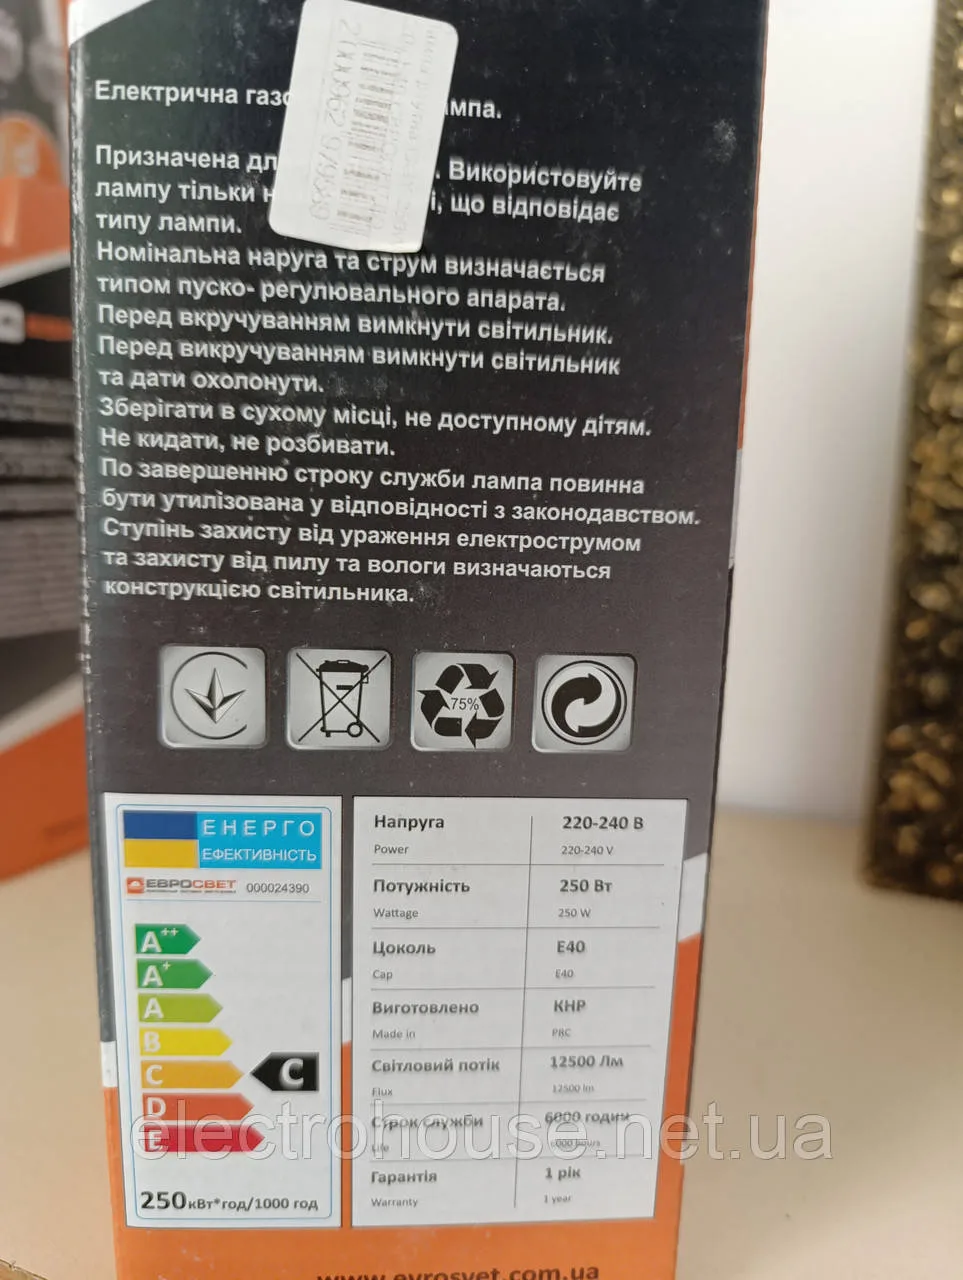 Електрична газо мпа.
Призначена дл . Використовуйте
лампу тільки н і, що відповідає
типу лампи.
Номінальна наруга та струм визначається
типом пуско- регулювального апарата.
Перед вкручуванням вимкнути світильник.
Перед викручуванням вимкнути світильник
та дати охолонути.
Зберігати в сухому місці, не доступному дітям.
Не кидати, не розбивати.
По завершенню строку служби лампа повинна
бути утилізована у відповідності з законодавством.
Ступінь захисту від ураження електрострумом
та захисту від пилу та вологи визначаються
конструкцією світильника.
75%
ЕНЕРГО
ЕФЕКТИВНІСТЬ
ЕВРОСВЕТ 000024390
A++
A+
A
B
C C
D
E
250 кВт*год/1000 год
Напруга 220-240 В
Power 220-240 V
Потужність 250 Вт
Wattage 250 W
Цоколь E40
Cap E40
Виготовлено КНР
Made in PRC
Світловий потік 12500 Лм
Flux 12500 lm
Строк служби 6000 годин
Life 6000 hours
Гарантія 1 рік
Warranty 1 year
electrohouse.net.ua
www.evrosvet.com.ua